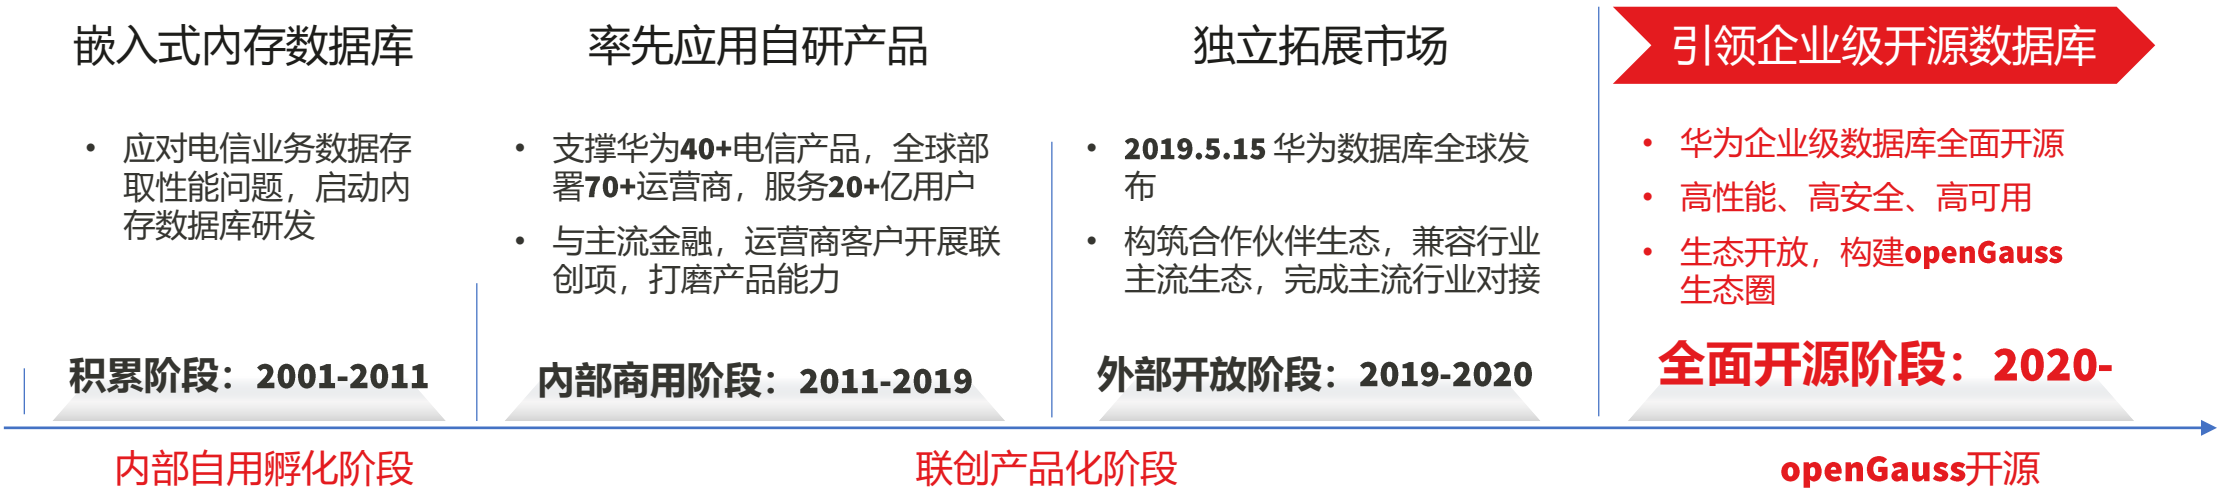 嵌入式内存数据库
• 应对电信业务数据存
取性能问题，启动内
存数据库研发
积累阶段：2001-2011
率先应用自研产品
• 支撑华为40+电信产品，全球部
署70+运营商，服务20+亿用户
• 与主流金融，运营商客户开展联
创项，打磨产品能力
内部商用阶段：2011-2019
独立拓展市场
• 2019.5.15 华为数据库全球发
布
• 构筑合作伙伴生态，兼容行业
主流生态，完成主流行业对接
外部开放阶段：2019-2020
引领企业级开源数据库
• 华为企业级数据库全面开源
• 高性能、高安全、高可用
• 生态开放，构建openGauss
生态圈
全面开源阶段：2020-
内部自用孵化阶段
联创产品化阶段
openGauss开源